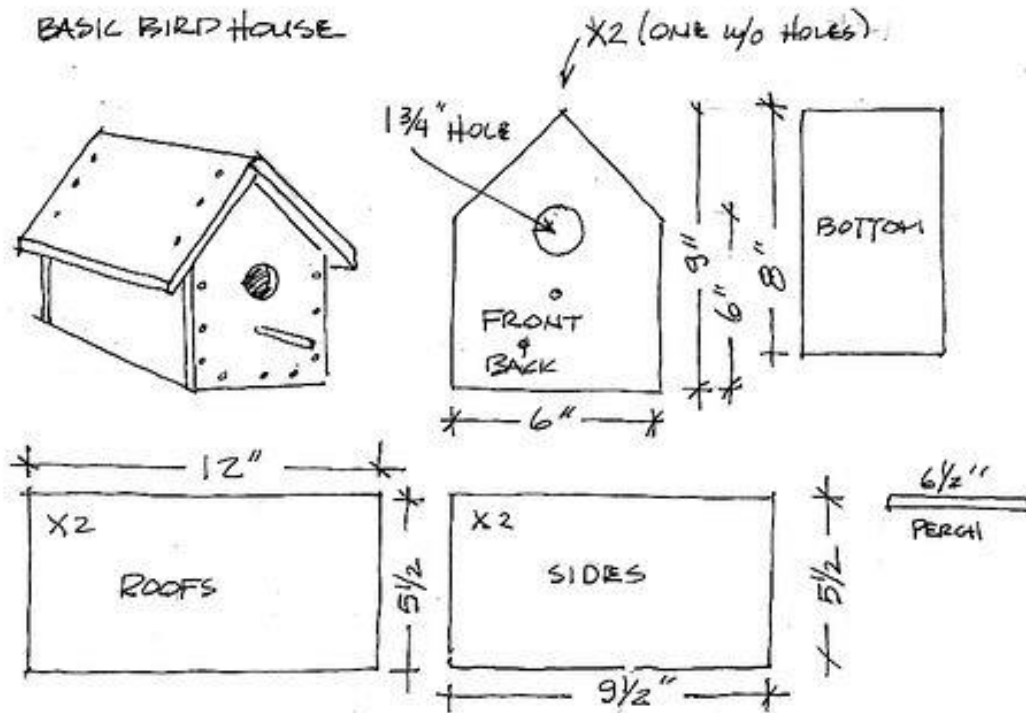 BASIC BIRD HOUSE
X2 (ONE W/O HOLES)
1 3/4" HOLE
FRONT
&
BACK
9"
6"
8"
BOTTOM
6"
12"
X2
ROOFS
5 1/2
X2
SIDES
5 1/2
9 1/2"
6 1/2"
PERCH